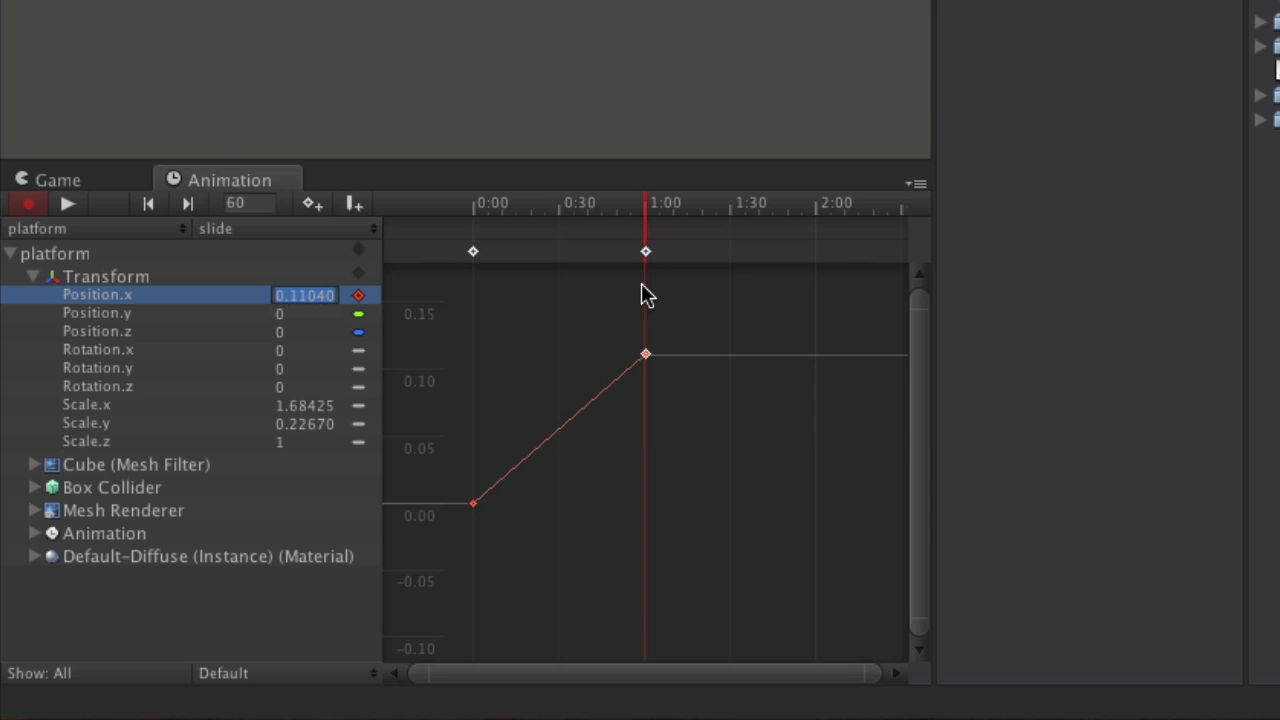 Game Animation
60 0:00 0:30 1:00 1:30 2:00
platform slide
platform
Transform
Position.x 0.11040
Position.y 0
Position.z 0
Rotation.x 0
Rotation.y 0
Rotation.z 0
Scale.x 1.68425
Scale.y 0.22670
Scale.z 1
Cube (Mesh Filter)
Box Collider
Mesh Renderer
Animation
Default-Diffuse (Instance) (Material)
0.15
0.10
0.05
0.00
-0.05
-0.10
Show: All Default